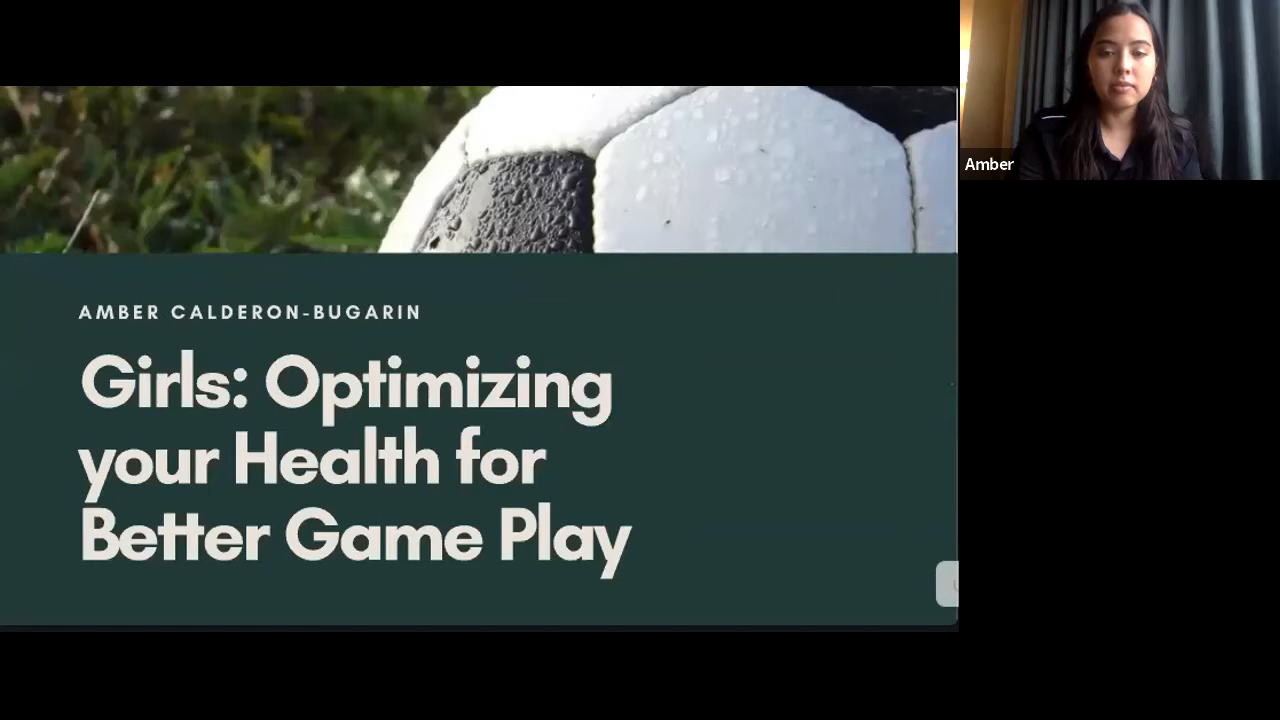 AMBER CALDERON-BUGARIN
Girls: Optimizing
your Health for
Better Game Play
Amber